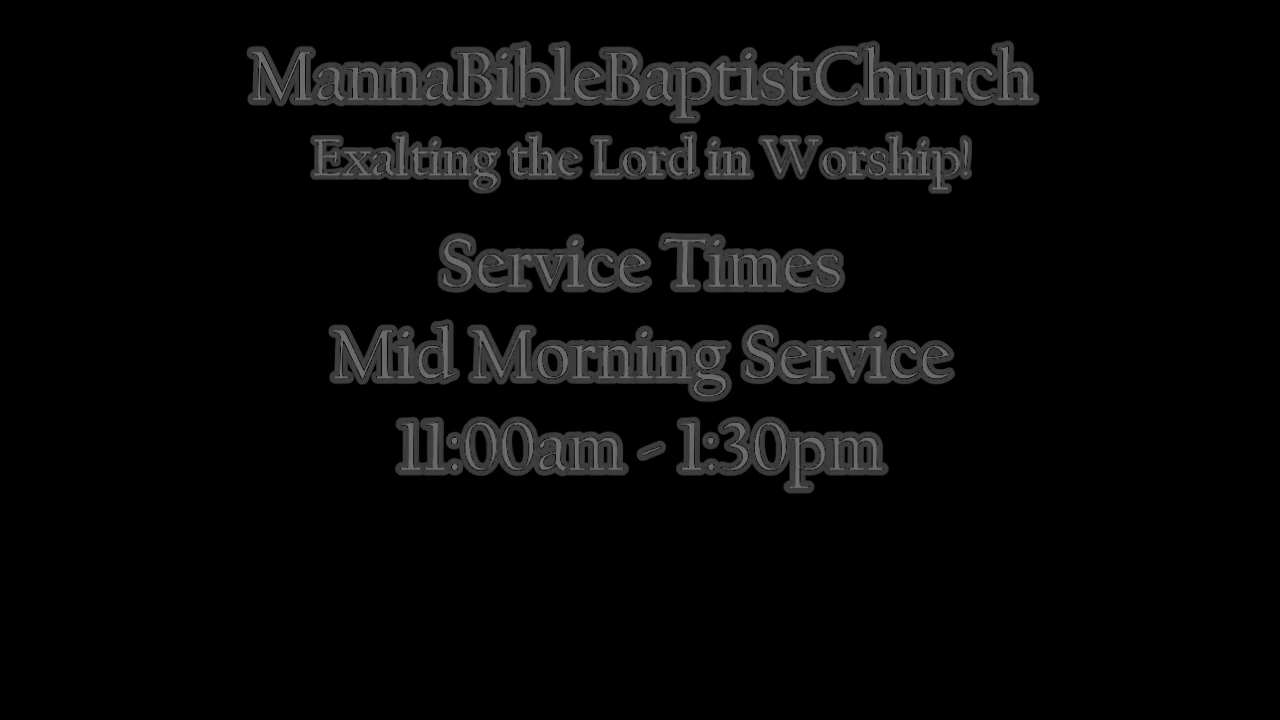 MannaBibleBaptistChurch
Exalting the Lord in Worship!
Service Times
Mid Morning Service
11:00am - 1:30pm